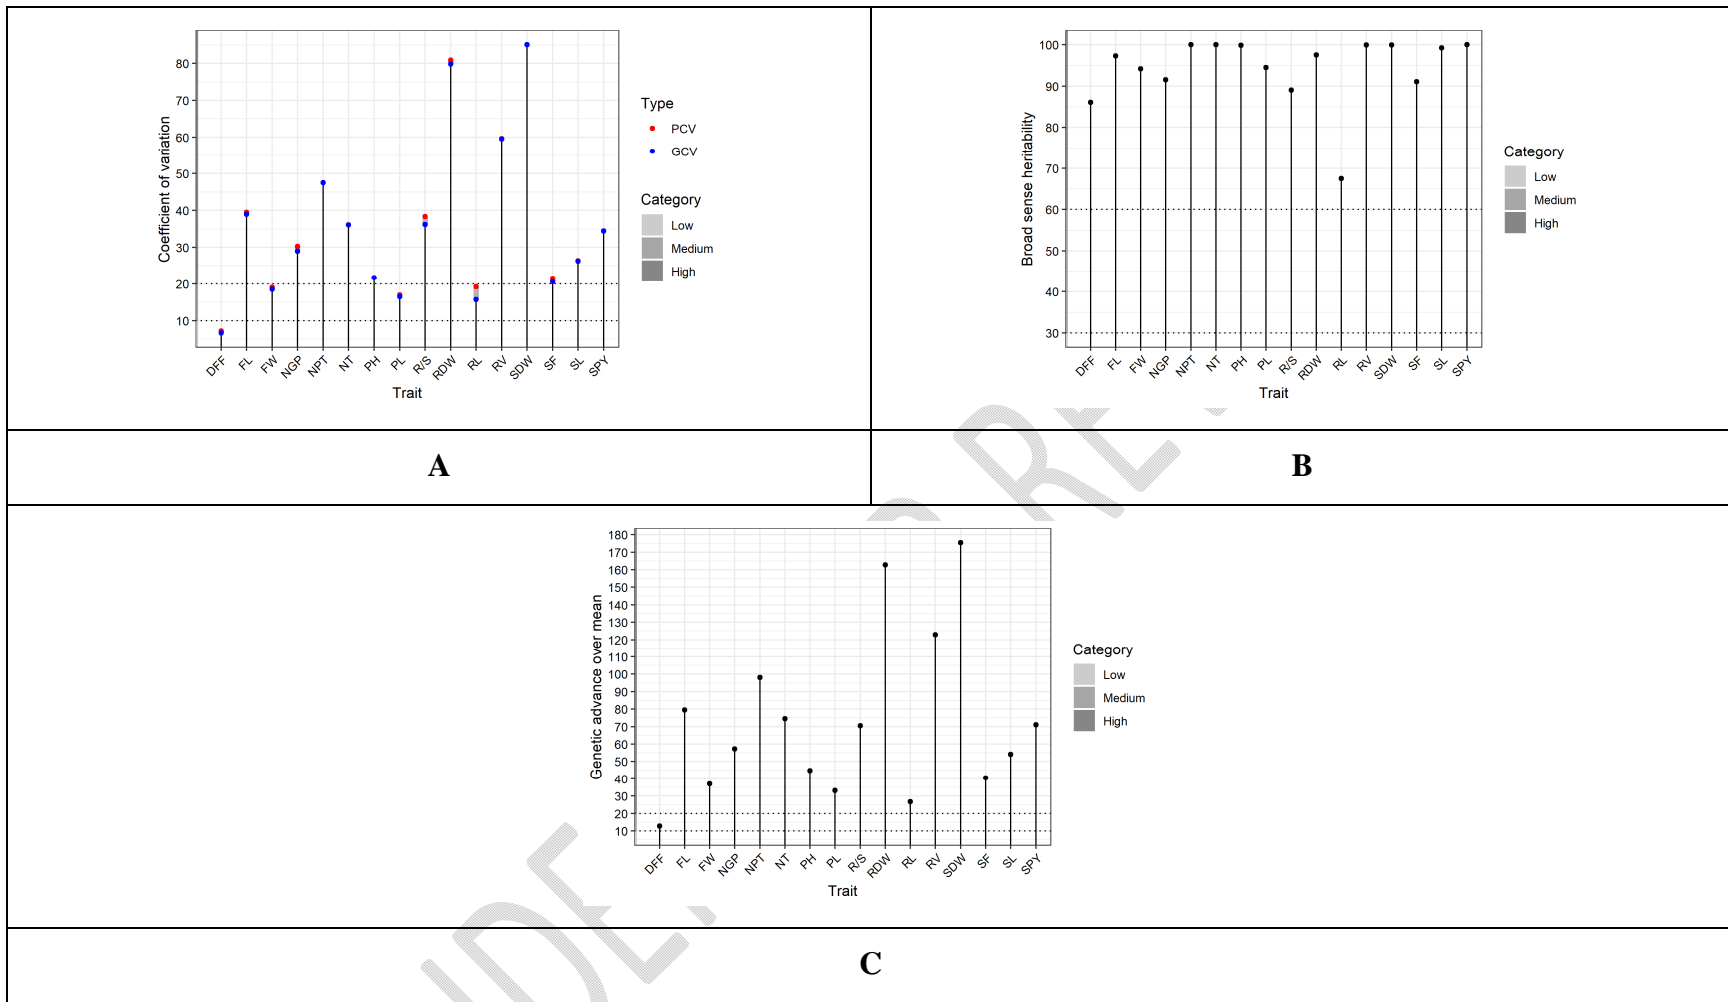 Coefficient of variation
80
70
60
50
40
30
20
10
DFF FL FW NGP NPT NT PH PL R/S RDW RL RV SDW SF SL SPY
Trait
Type
PCV
GCV
Category
Low
Medium
High
Broad sense heritability
100
90
80
70
60
50
40
30
DFF FL FW NGP NPT NT PH PL R/S RDW RL RV SDW SF SL SPY
Trait
Category
Low
Medium
High
A
B
Genetic advance over mean
180
170
160
150
140
130
120
110
100
90
80
70
60
50
40
30
20
10
DFF FL FW NGP NPT NT PH PL R/S RDW RL RV SDW SF SL SPY
Trait
Category
Low
Medium
High
C